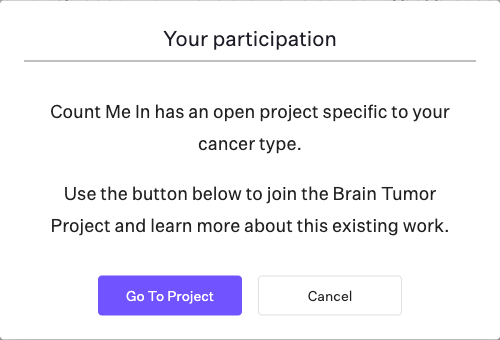 Your participation
Count Me In has an open project specific to your
cancer type.
Use the button below to join the Brain Tumor
Project and learn more about this existing work.
Go To Project
Cancel